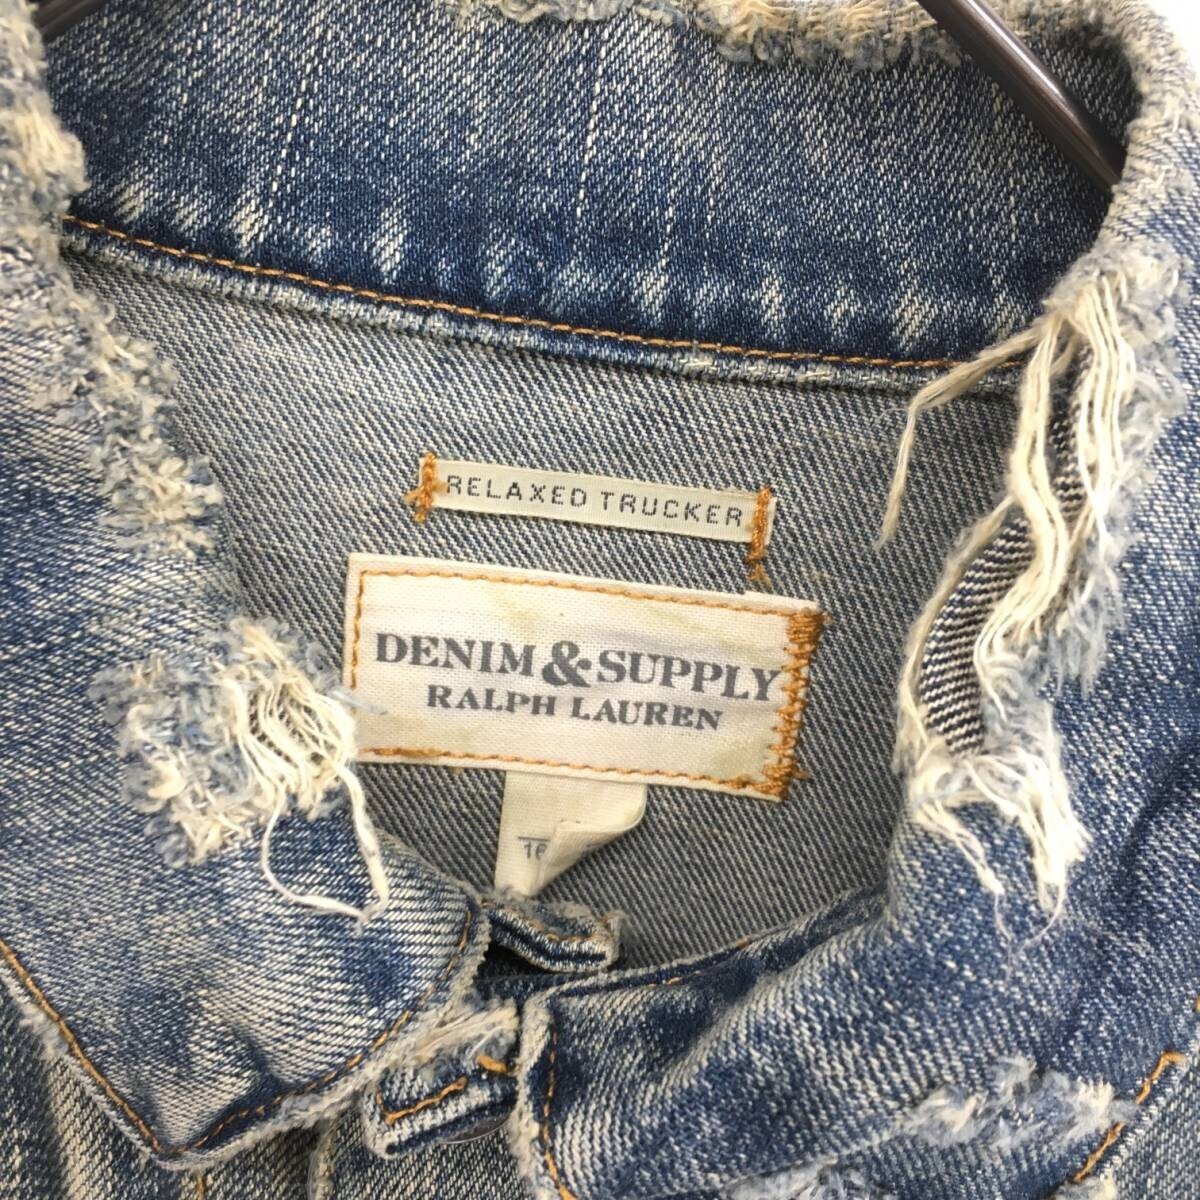 RELAXED TRUCKER
DENIM & SUPPLY
RALPH LAUREN